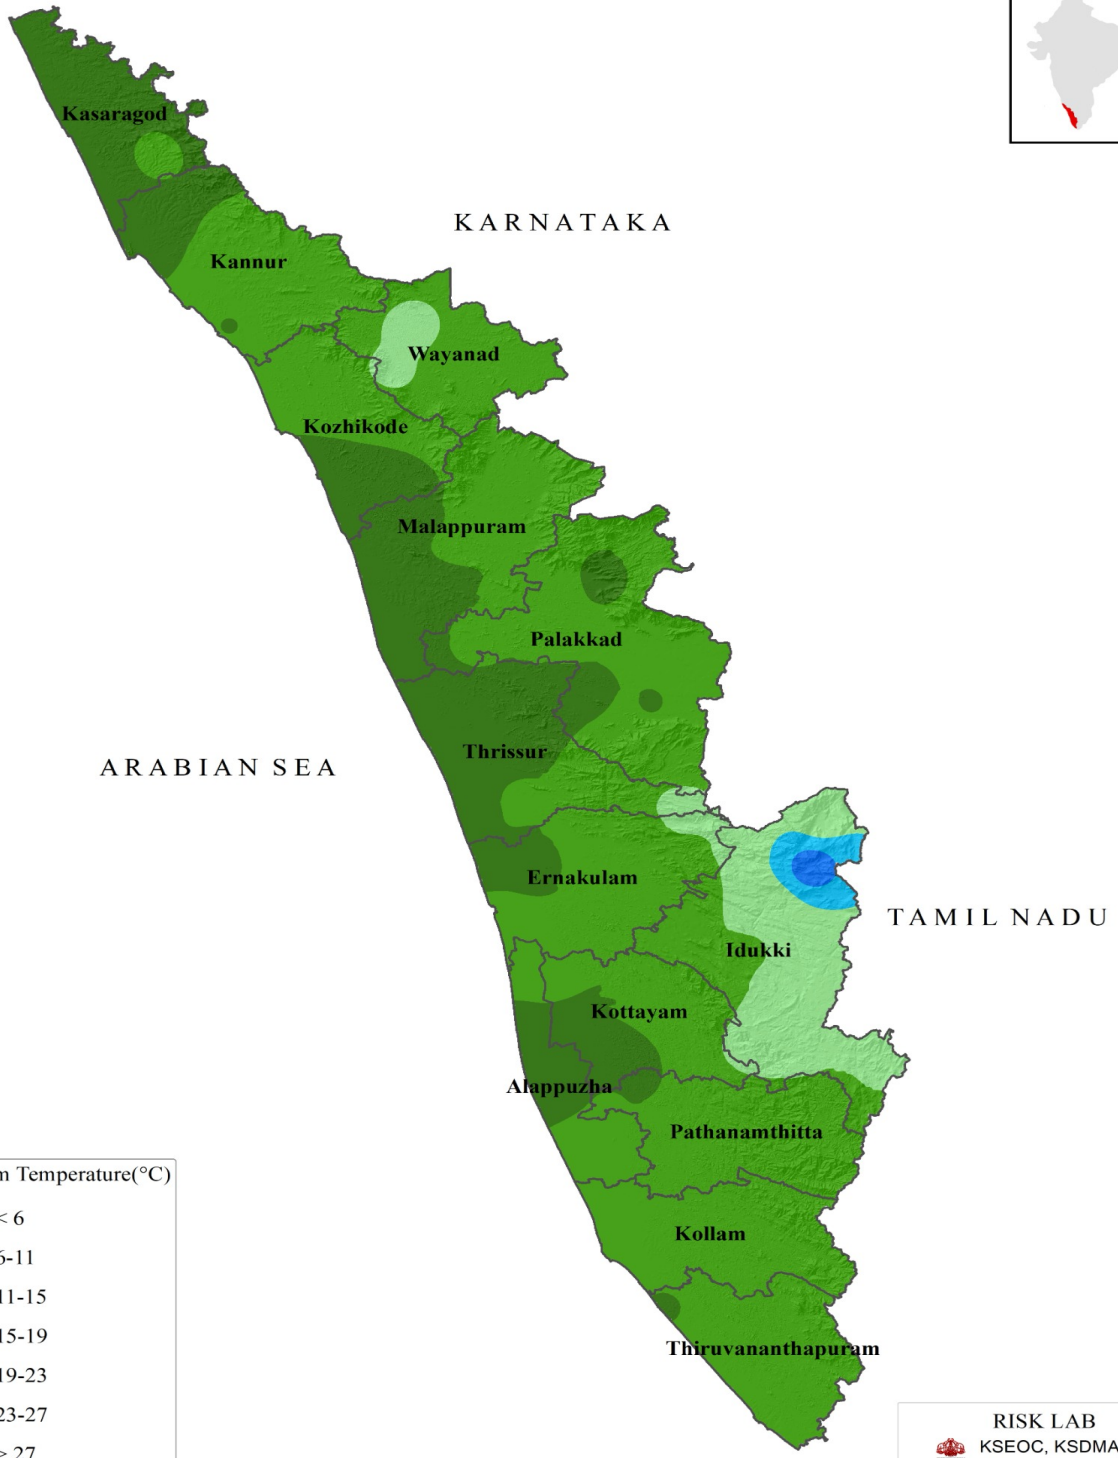 Kasaragod
KARNATAKA
Kannur
Wayanad
Kozhikode
Malappuram
Palakkad
Thrissur
ARABIAN SEA
Ernakulam
TAMIL NADU
Idukki
Kottayam
Alappuzha
Pathanamthitta
Kollam
Thiruvananthapuram
m Temperature(°C)
< 6
6-11
11-15
15-19
19-23
23-27
> 27
RISK LAB
KSEOC, KSDMA